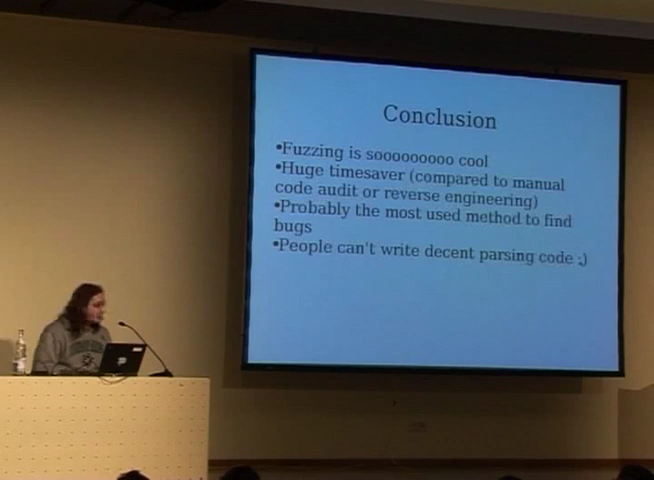 Conclusion
•Fuzzing is sooooooooo cool
•Huge timesaver (compared to manual
code audit or reverse engineering)
•Probably the most used method to find
bugs
•People can't write decent parsing code ;)